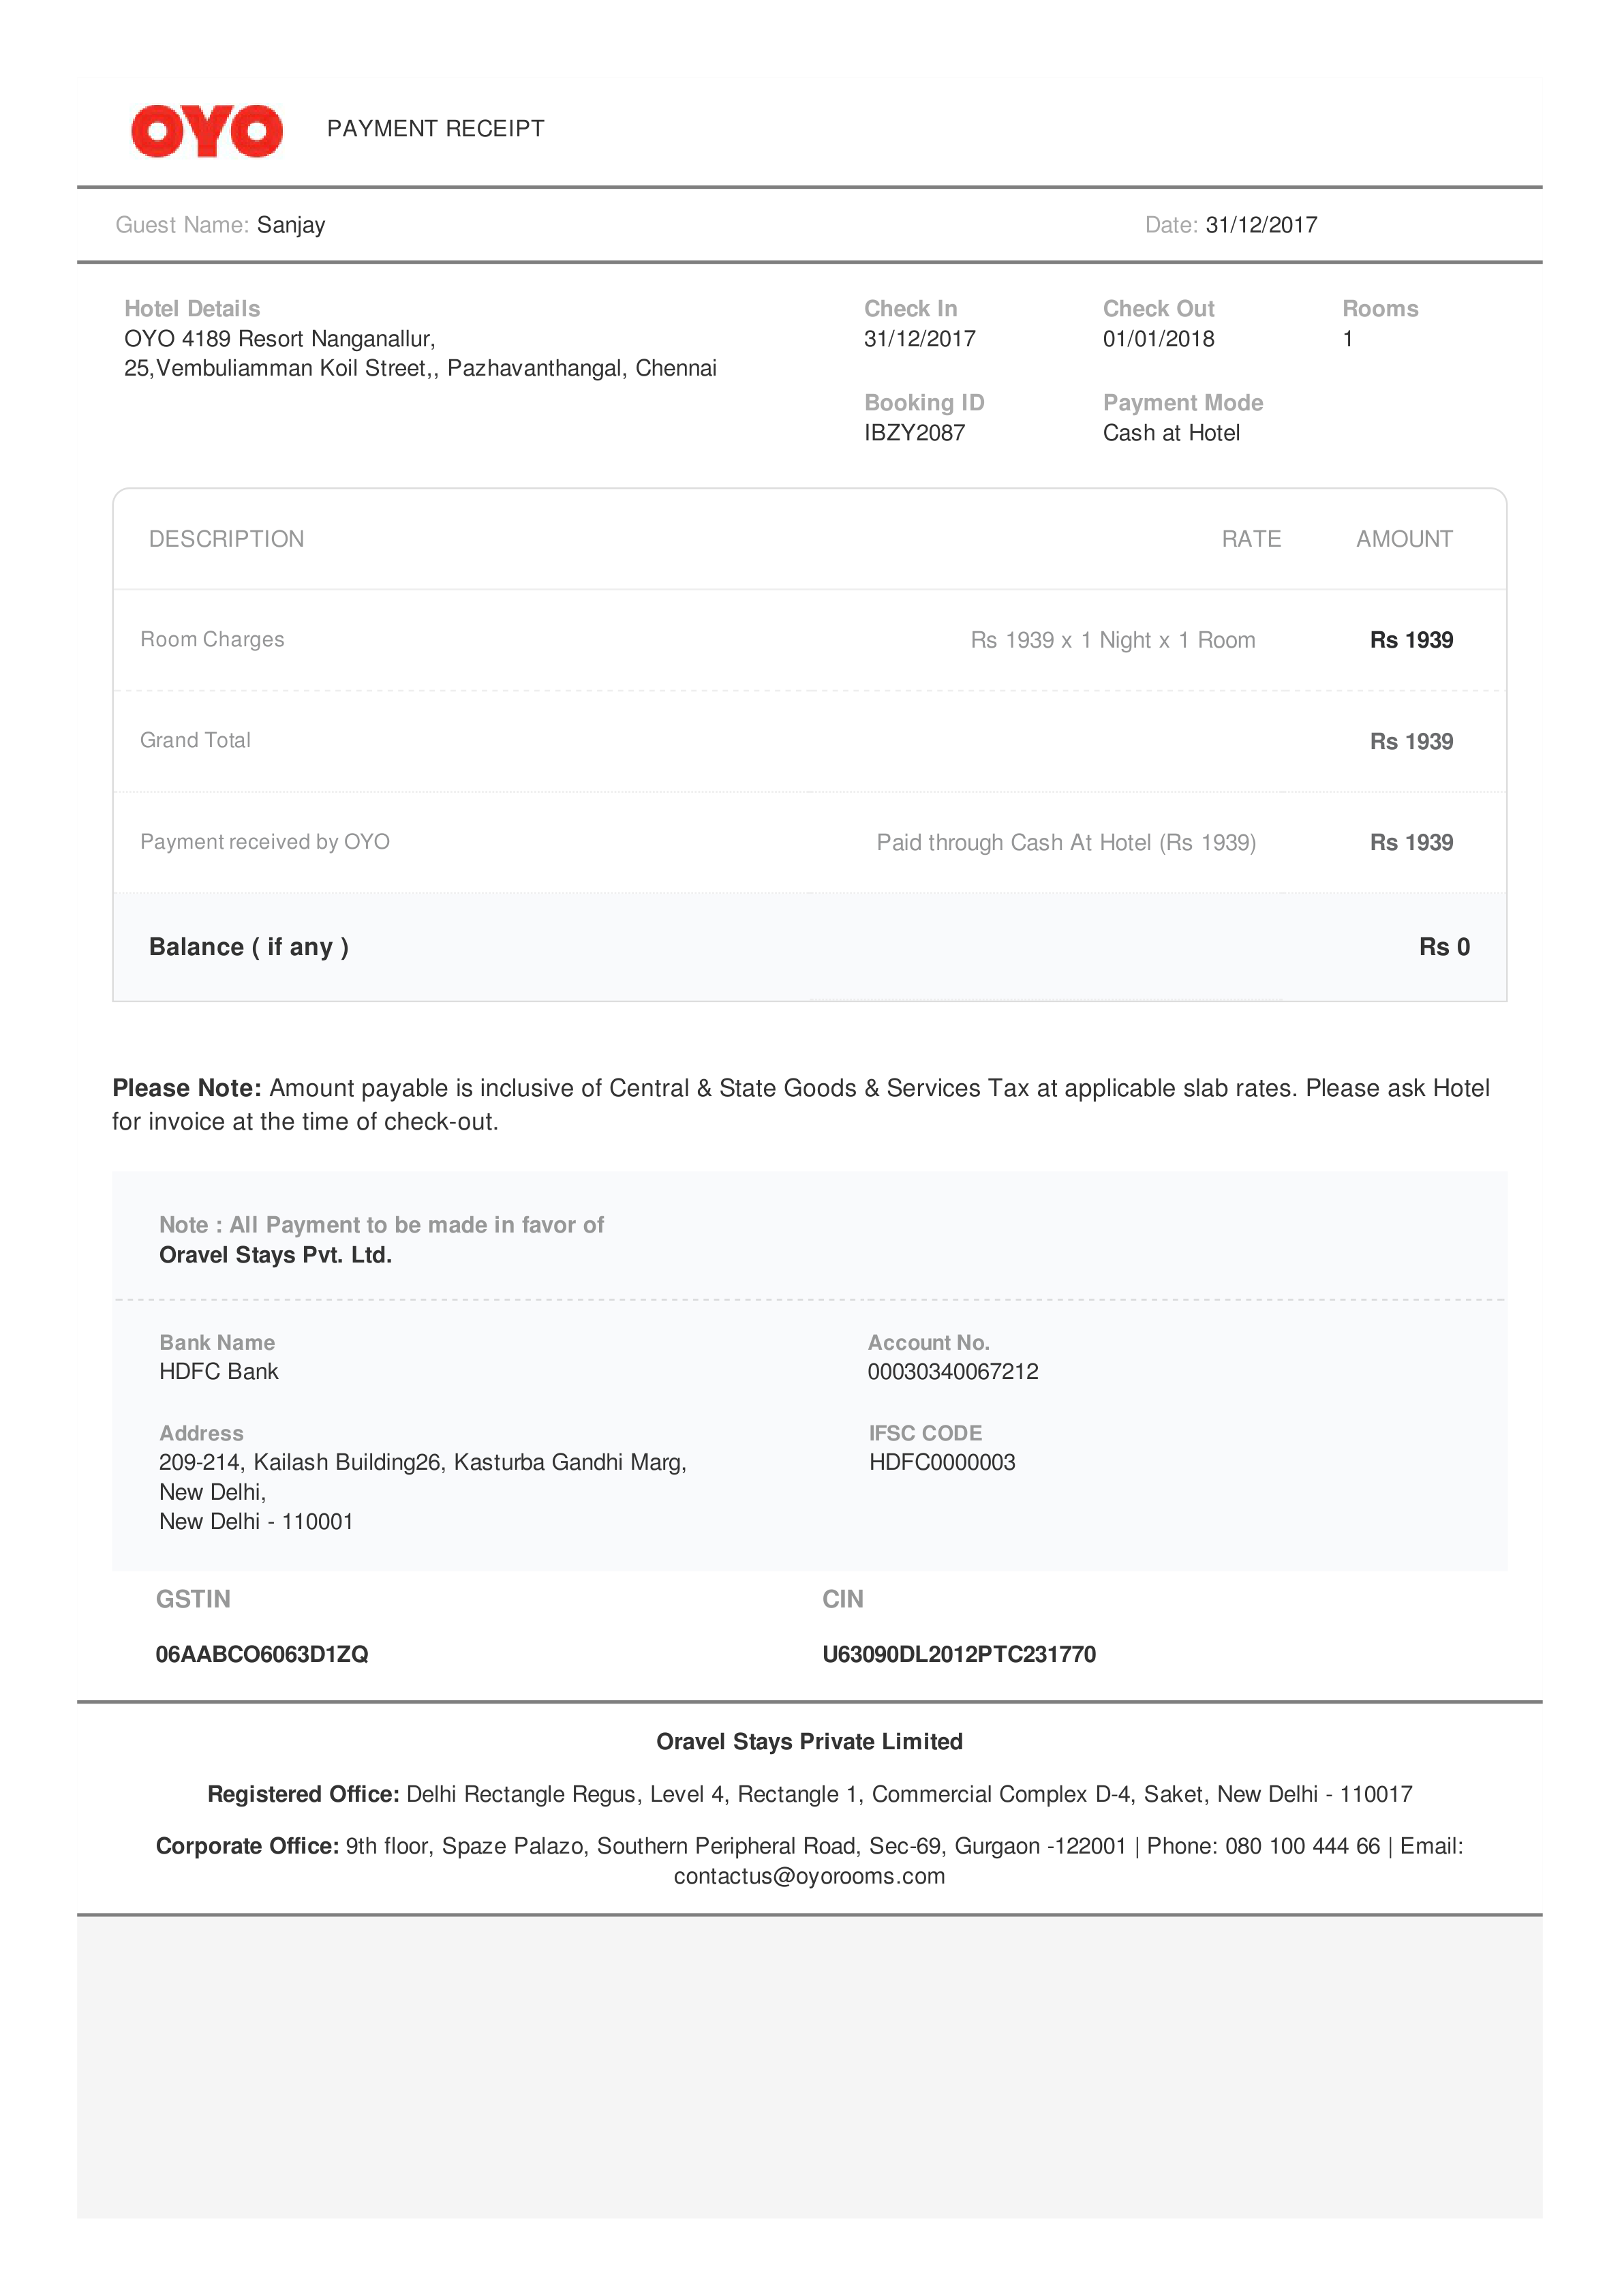 OYO PAYMENT RECEIPT
Guest Name: Sanjay Date: 31/12/2017
Hotel Details
OYO 4189 Resort Nanganallur,
25,Vembuliamman Koil Street,, Pazhavanthangal, Chennai
Check In Check Out Rooms
31/12/2017 01/01/2018 1
Booking ID Payment Mode
IBZY2087 Cash at Hotel
DESCRIPTION RATE AMOUNT
Room Charges Rs 1939 x 1 Night x 1 Room Rs 1939
Grand Total Rs 1939
Payment received by OYO Paid through Cash At Hotel (Rs 1939) Rs 1939
Balance ( if any ) Rs 0
Please Note: Amount payable is inclusive of Central & State Goods & Services Tax at applicable slab rates. Please ask Hotel
for invoice at the time of check-out.
Note : All Payment to be made in favor of
Oravel Stays Pvt. Ltd.
Bank Name Account No.
HDFC Bank 00030340067212
Address IFSC CODE
209-214, Kailash Building26, Kasturba Gandhi Marg, HDFC0000003
New Delhi,
New Delhi - 110001
GSTIN CIN
06AABCO6063D1ZQ U63090DL2012PTC231770
Oravel Stays Private Limited
Registered Office: Delhi Rectangle Regus, Level 4, Rectangle 1, Commercial Complex D-4, Saket, New Delhi - 110017
Corporate Office: 9th floor, Spaze Palazo, Southern Peripheral Road, Sec-69, Gurgaon -122001 | Phone: 080 100 444 66 | Email:
contactus@oyorooms.com